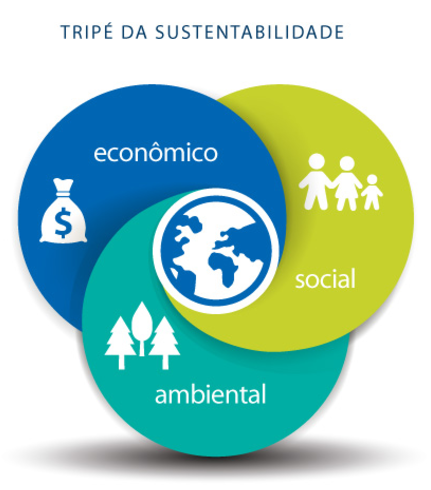 TRIPÉ DA SUSTENTABILIDADE
econômico
$
social
ambiental